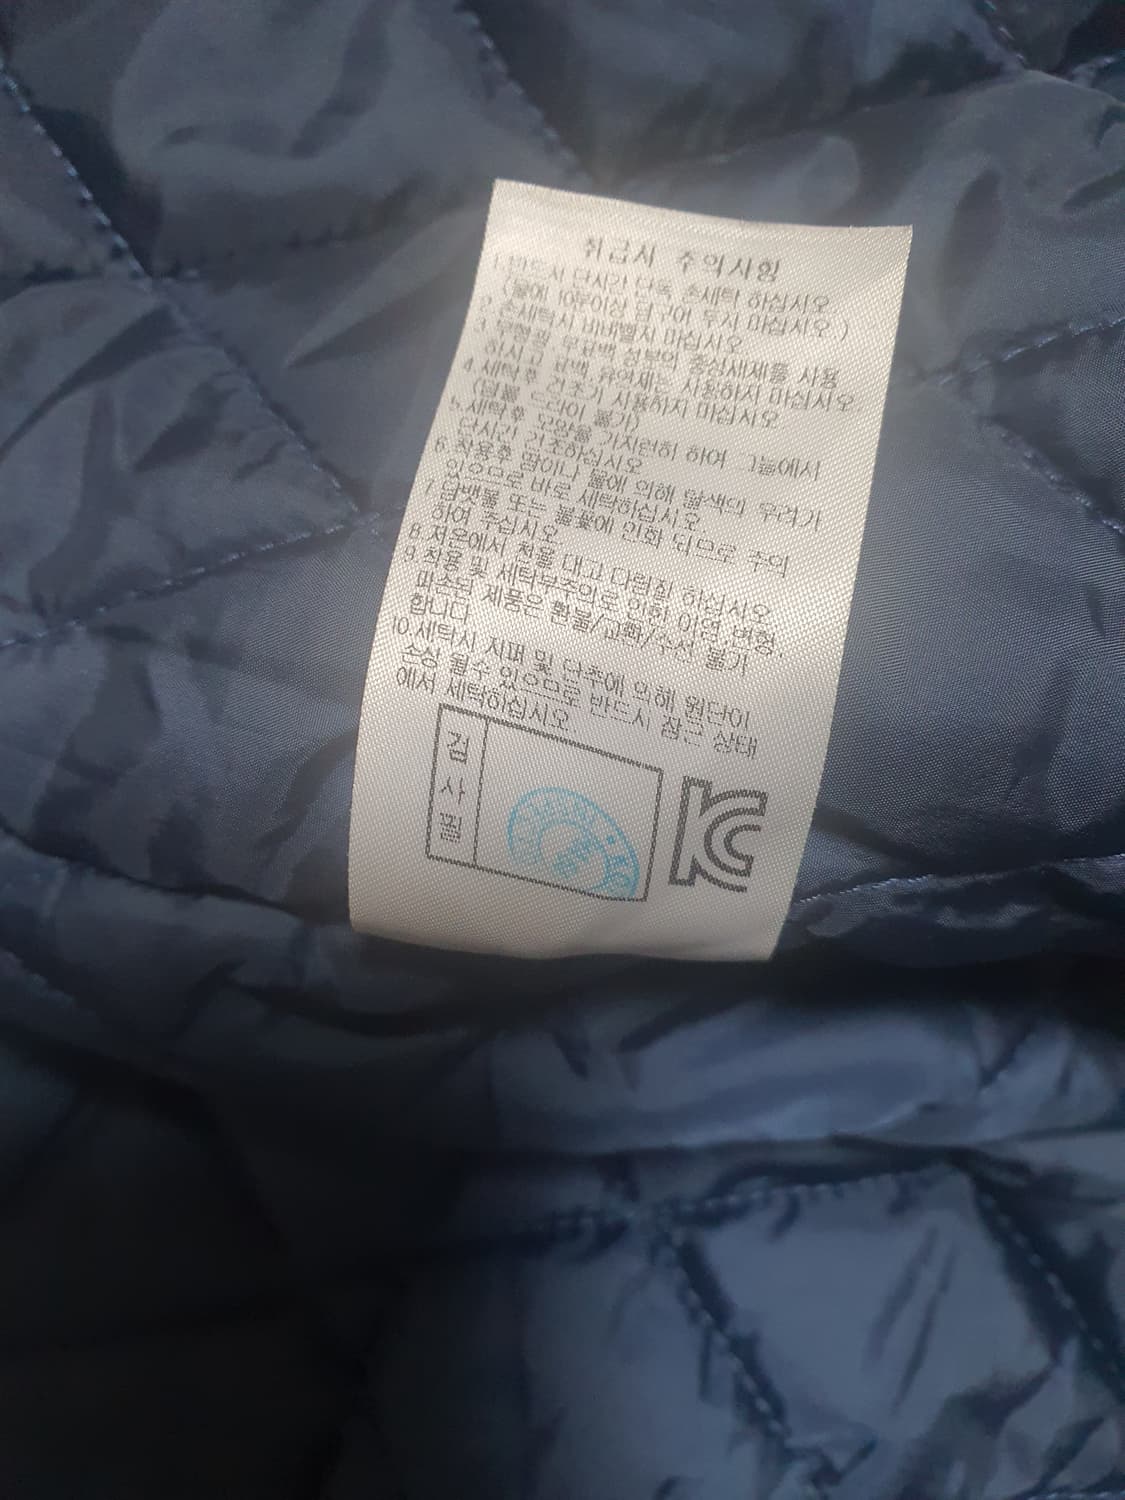 취급시 주의사항
1.반드시 단시간 단독 손세탁 하십시오
(물에 10분이상 담구어 두시 마십시오.)
2. 손세탁시 비비빨지 마십시오
3. 무형광 무표백 성분의 중성세제를 사용
하시고 표백 유연제는 사용하지 마십시오.
4.세탁후 건조기 사용하지 마십시오
(텀블 드라이 불가)
5.세탁후 모양을 가지런히 하여 그늘에서
단시간 건조하십시오
6.착용후 땀이나 물에 의해 탈색의 우려가
있으므로 바로 세탁하십시오
7.담뱃불 또는 불꽃에 인화 되므로 주의
하여 주십시오
8.저온에서 천을 대고 다림질 하십시오
9.착용 및 세탁부주의로 인한 이염,변형,
파손된 제품은 환불/교환/수선 불가
합니다
10.세탁시 지퍼 및 단추에 의해 원단이
손상 될수 있으므로 반드시 잠근 상태
에서 세탁하십시오.
검사필
KC